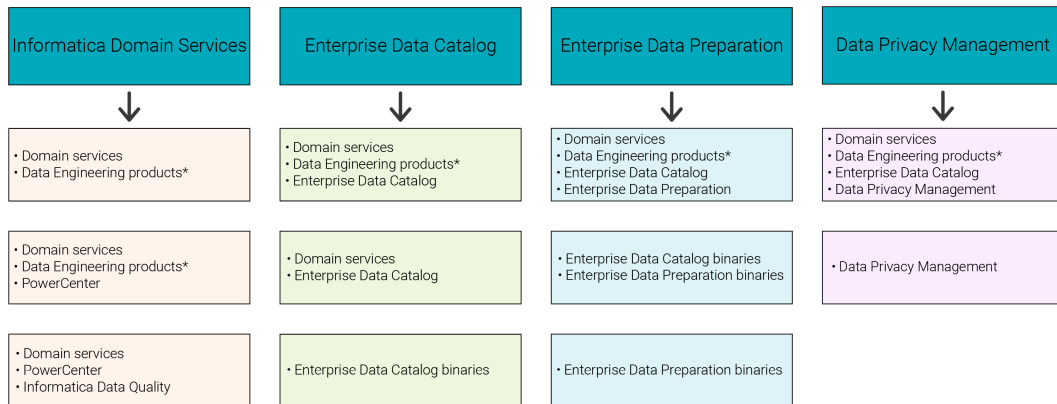 Informatica Domain Services
Enterprise Data Catalog
Enterprise Data Preparation
Data Privacy Management
• Domain services
• Data Engineering products*
• Domain services
• Data Engineering products*
• Enterprise Data Catalog
• Domain services
• Data Engineering products*
• Enterprise Data Catalog
• Enterprise Data Preparation
• Domain services
• Data Engineering products*
• Enterprise Data Catalog
• Data Privacy Management
• Domain services
• Data Engineering products*
• PowerCenter
• Domain services
• Enterprise Data Catalog
• Enterprise Data Catalog binaries
• Enterprise Data Preparation binaries
• Data Privacy Management
• Domain services
• PowerCenter
• Informatica Data Quality
• Enterprise Data Catalog binaries
• Enterprise Data Preparation binaries